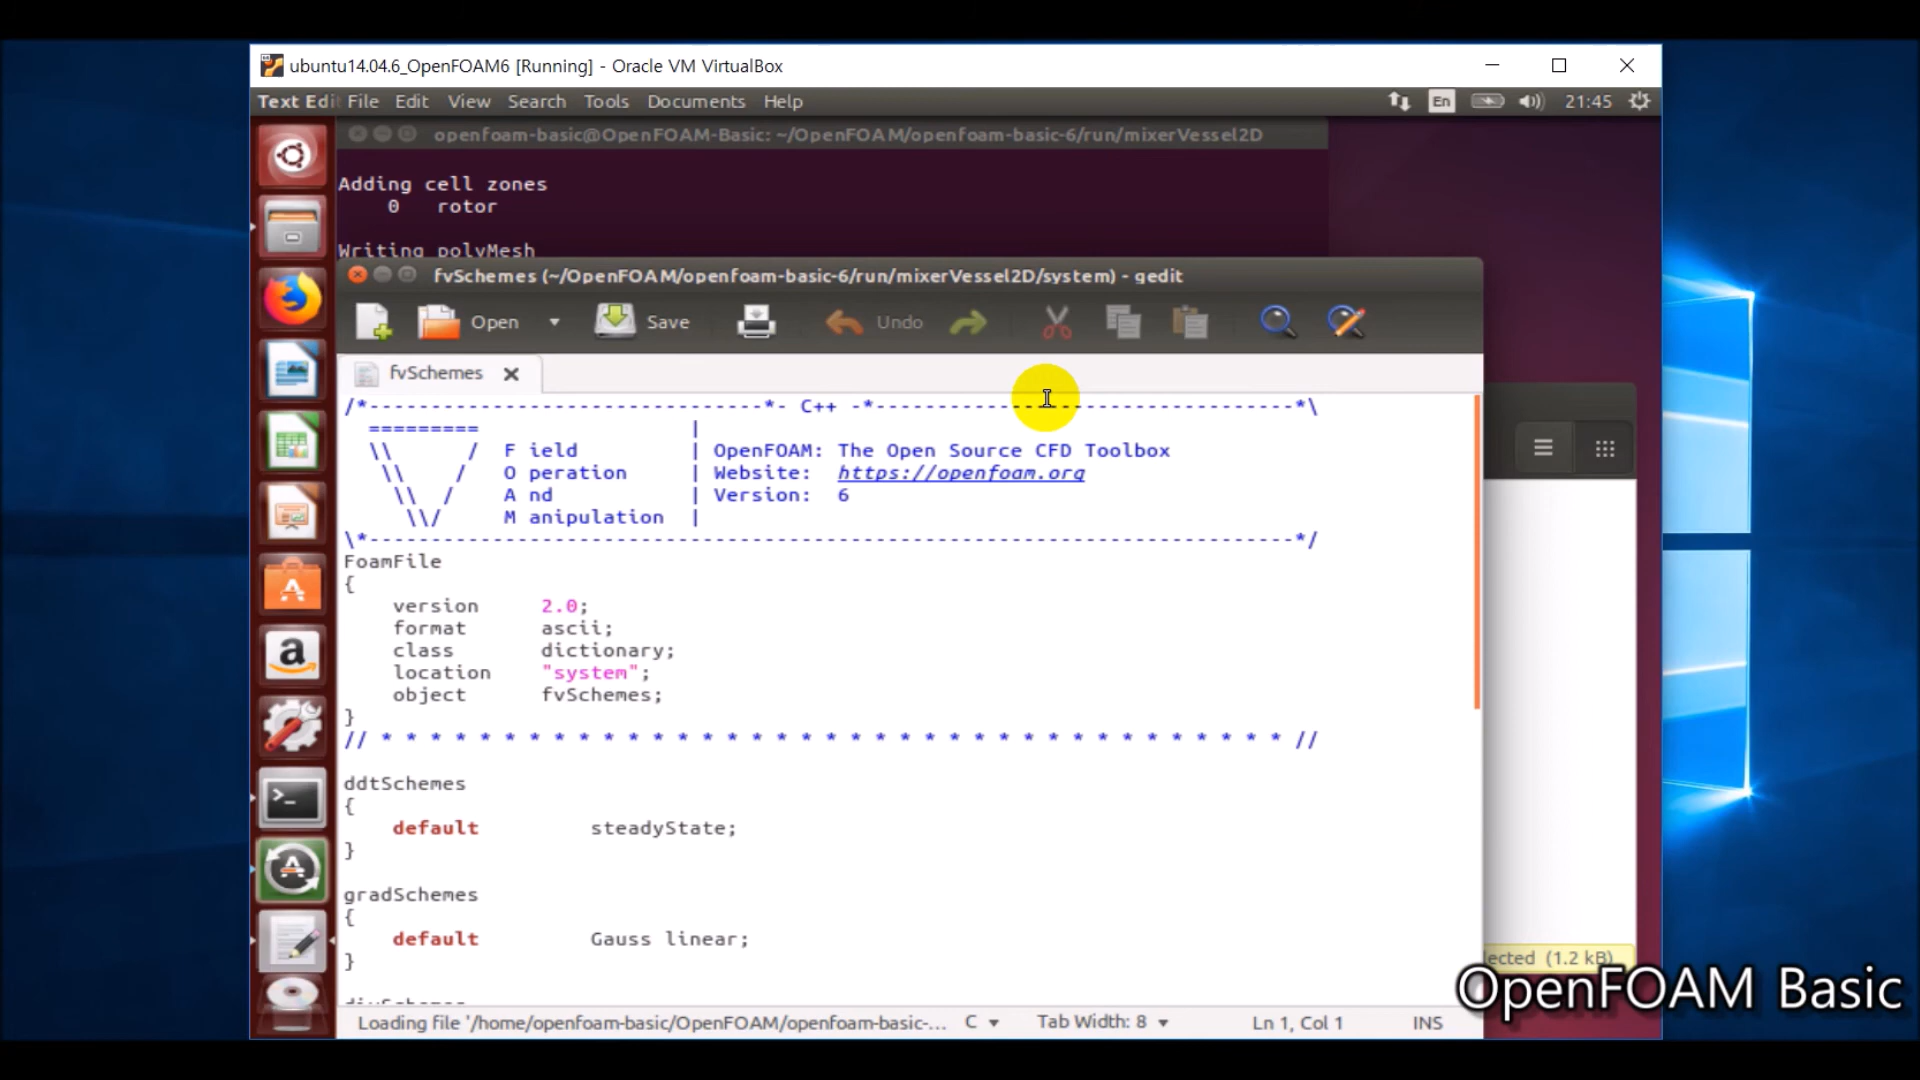 ubuntu14.04.6_OpenFOAM6 [Running] - Oracle VM VirtualBox
Text Edi File Edit View Search Tools Documents Help En 21:45
openfoam-basic@OpenFOAM-Basic: ~/OpenFOAM/openfoam-basic-6/run/mixerVessel2D
Adding cell zones
0 rotor
Writing polyMesh
fvSchemes (~/OpenFOAM/openfoam-basic-6/run/mixerVessel2D/system) - gedit
Open Save Undo
fvSchemes
/*--------------------------------*- C++ -*----------------------------------*\
========= |
\\ / F ield | OpenFOAM: The Open Source CFD Toolbox
\\ / O peration | Website: https://openfoam.org
\\ / A nd | Version: 6
\\/ M anipulation |
\*---------------------------------------------------------------------------*/
FoamFile
{
version 2.0;
format ascii;
class dictionary;
location "system";
object fvSchemes;
}
// * * * * * * * * * * * * * * * * * * * * * * * * * * * * * * * * * * * * * //
ddtSchemes
{
default steadyState;
}
gradSchemes
{
default Gauss linear;
}
ected (1.2 kB)
OpenFOAM Basic
Loading file '/home/openfoam-basic/OpenFOAM/openfoam-basic-... C Tab Width: 8 Ln 1, Col 1 INS